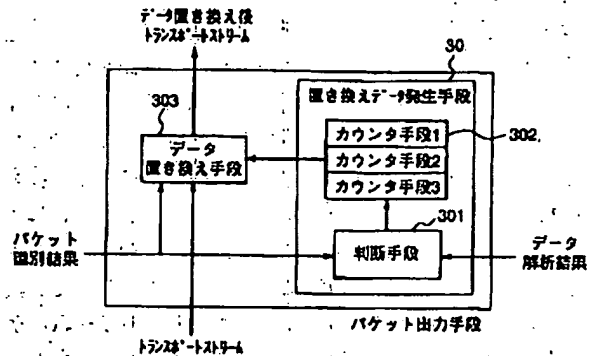 データ置き換え後
トランスポートストリーム
30
303
置き換えデータ発生手段
データ
置き換え手段
カウンタ手段1
302
カウンタ手段2
カウンタ手段3
301
パケット
識別結果
判断手段
データ
解析結果
パケット出力手段
トランスポートストリーム